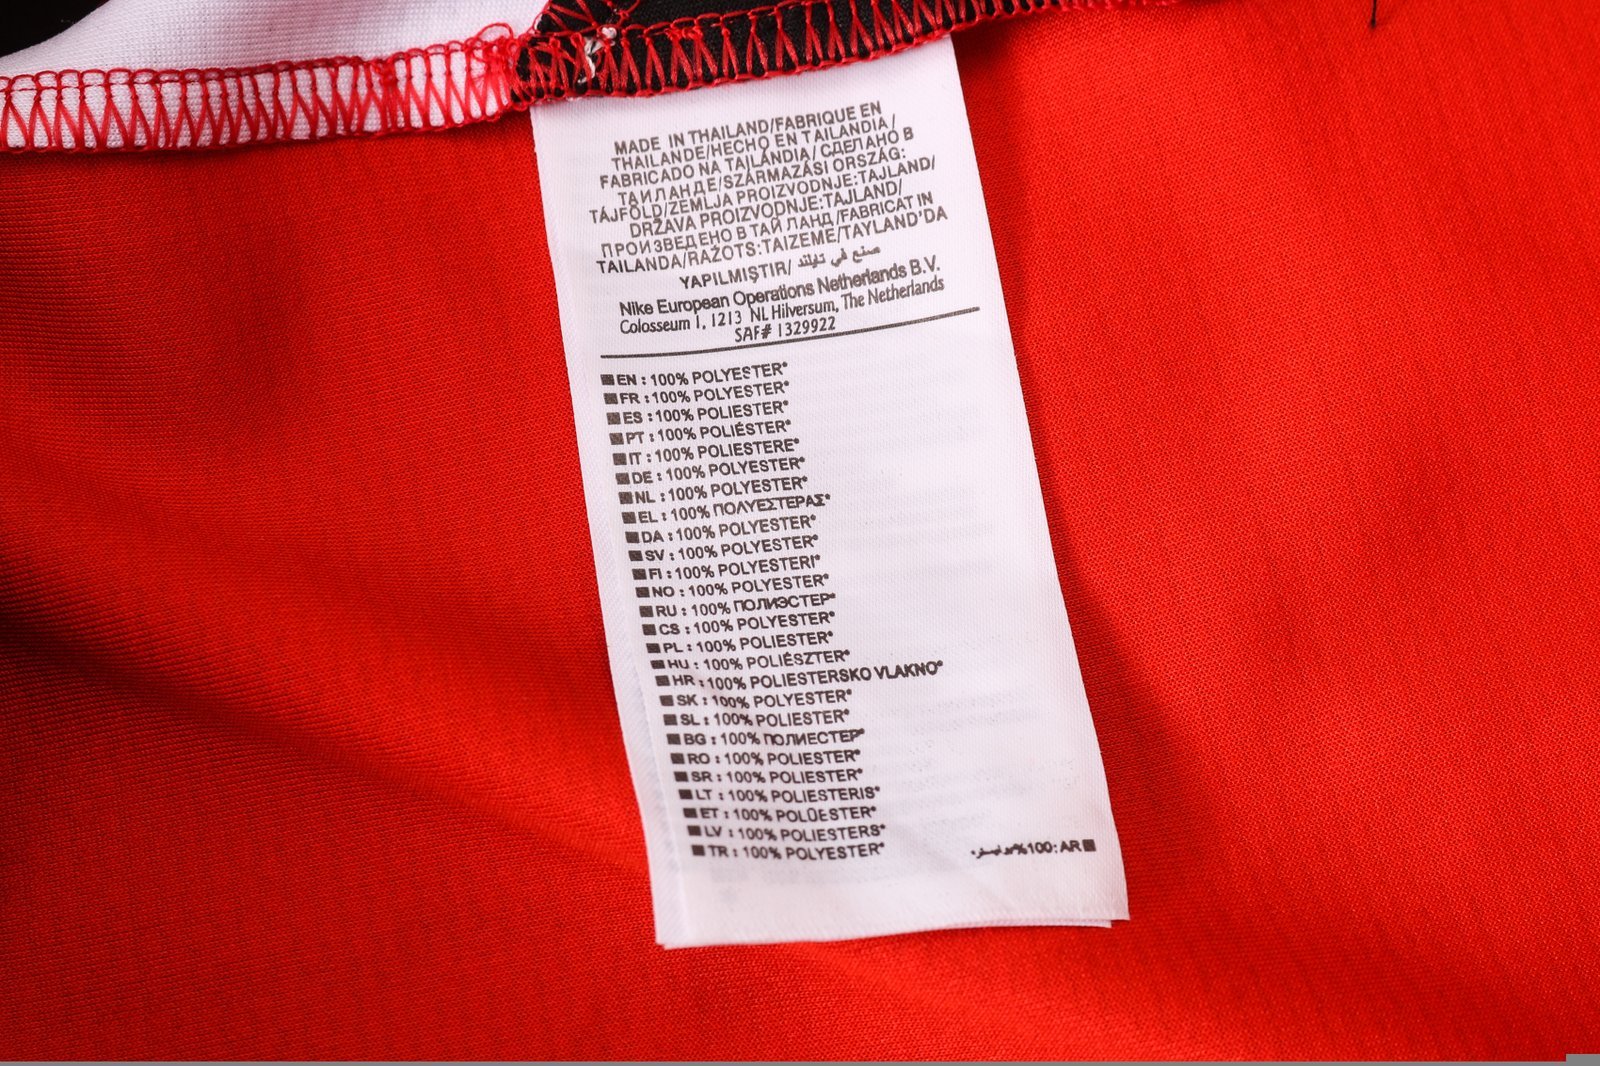 MADE IN THAILAND/FABRIQUE EN
THAILANDE/HECHO EN TAILANDIA/
FABRICADO NA TAILÁNDIA/ СДЕЛАНО В
ТАИЛАНДЕ/SZÁRMAZÁSI ORSZÁG:
TÁJFÖLD/ZEMLJA PROIZVODNJE:TAJLAND/
DRŽAVA PROIZVODNJE:TAJLAND/
ПРОИЗВЕДЕНО В ТАЙЛАНД/FABRICAT IN
TAILANDA/RAŽOTS:TAIZEME/TAYLAND'DA
YAPILMIŞTIR/ صنع في تيلند
Nike European Operations Netherlands B.V.
Colosseum 1, 1213 NL Hilversum, The Netherlands
SAF# 1329922
EN : 100% POLYESTER*
FR : 100% POLYESTER*
ES : 100% POLIESTER*
PT : 100% POLIÉSTER*
IT : 100% POLIESTERE*
DE : 100% POLYESTER*
NL : 100% POLYESTER*
EL : 100% ΠΟΛΥΕΣΤΕΡΑΣ*
DA : 100% POLYESTER*
SV : 100% POLYESTER*
FI : 100% POLYESTERI*
NO : 100% POLYESTER*
RU : 100% ПОЛИЭСТЕР*
CS : 100% POLYESTER*
PL : 100% POLIESTER*
HU : 100% POLIÉSZTER*
HR : 100% POLIESTERSKO VLAKNO*
SK : 100% POLYESTER*
SL : 100% POLIESTER*
BG : 100% ПОЛИЕСТЕР*
RO : 100% POLIESTER*
SR : 100% POLIESTER*
LT : 100% POLIESTERIS*
ET : 100% POLÜESTER*
LV : 100% POLIESTERS*
TR : 100% POLYESTER*
%100: AR